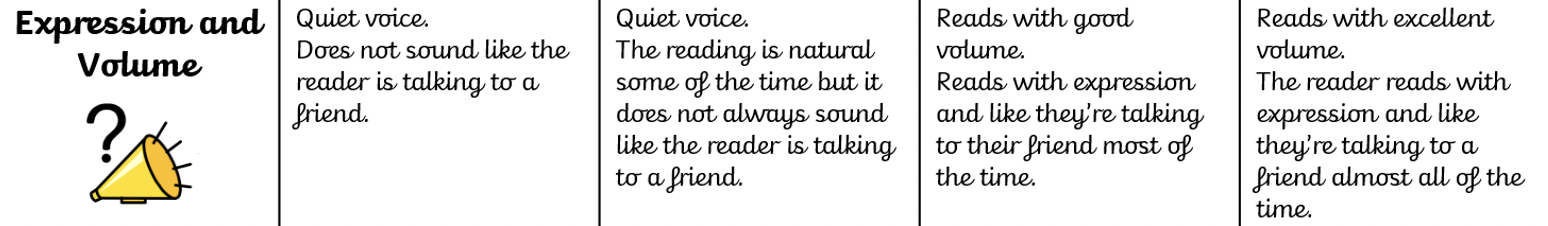 Expression and
Volume
?
Quiet voice.
Does not sound like the
reader is talking to a
friend.
Quiet voice.
The reading is natural
some of the time but it
does not always sound
like the reader is talking
to a friend.
Reads with good
volume.
Reads with expression
and like they're talking
to their friend most of
the time.
Reads with excellent
volume.
The reader reads with
expression and like
they're talking to a
friend almost all of the
time.